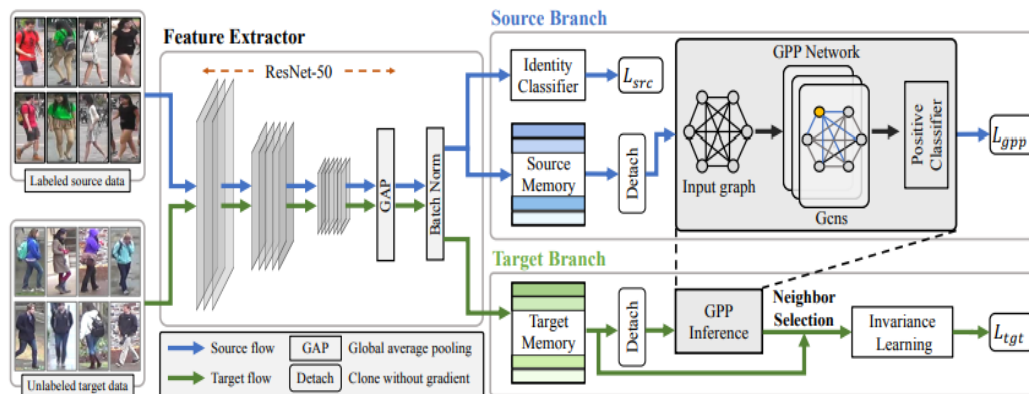 Source Branch
Feature Extractor
ResNet-50
GAP
Batch Norm
Labeled source data
Unlabeled target data
Identity
Classifier
L_src
Source
Memory
Detach
GPP Network
Input graph
Gcns
Positive
Classifier
L_gpp
Target Branch
Target
Memory
Detach
GPP
Inference
Neighbor
Selection
Invariance
Learning
L_tgt
Source flow
GAP
Global average pooling
Target flow
Detach
Clone without gradient